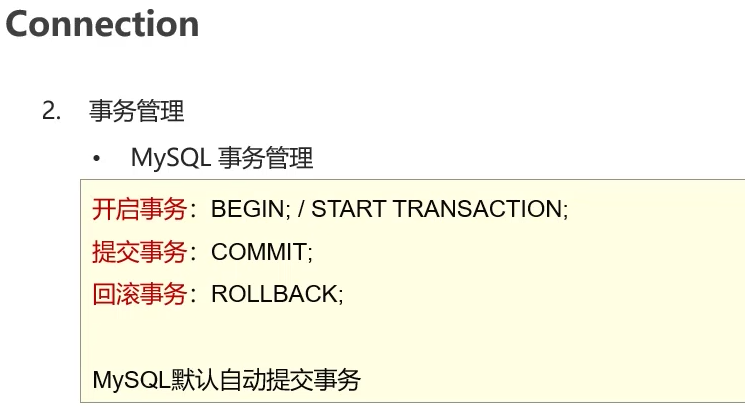 Connection
2. 事务管理
• MySQL 事务管理
开启事务：BEGIN; / START TRANSACTION;
提交事务：COMMIT;
回滚事务：ROLLBACK;
MySQL默认自动提交事务